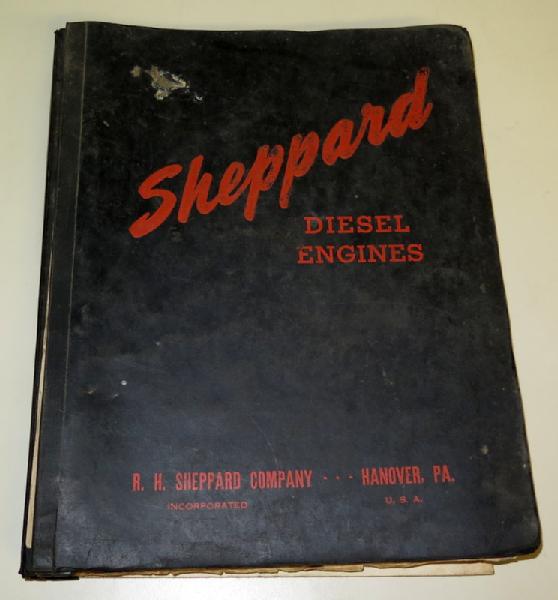 Sheppard
DIESEL
ENGINES
R. H. SHEPPARD COMPANY · · · HANOVER, PA.
INCORPORATED U. S. A.